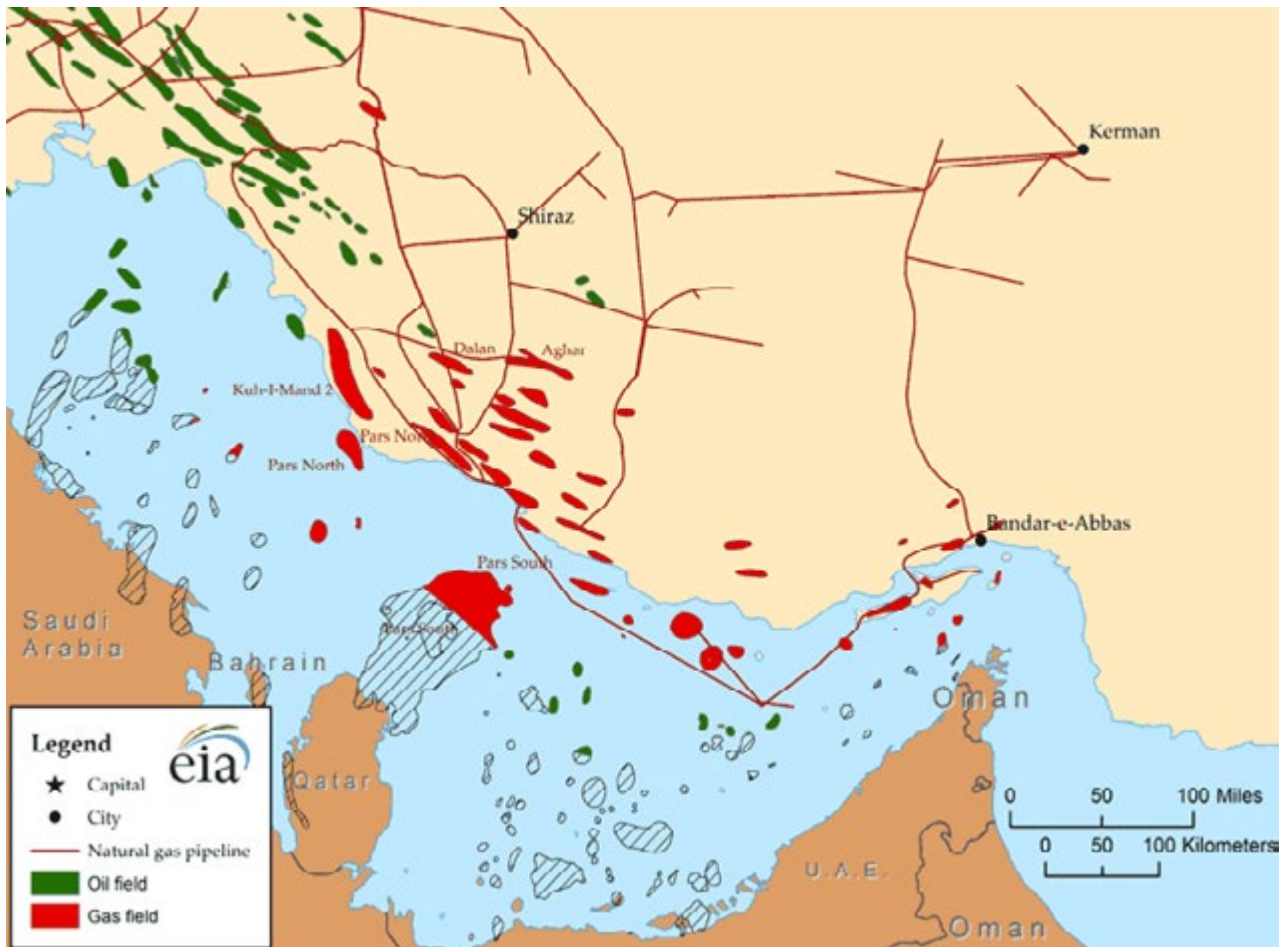 Kerman
Shiraz
Dalan
Aghar
Kuh-I-Mand 2
Pars Nor
Pars North
Bandar-e-Abbas
Pars South
Pars South
Saudi
Arabia
Bahrain
Oman
Qatar
U.A.E.
Oman
Legend
eia
Capital
City
Natural gas pipeline
Oil field
Gas field
0 50 100 Miles
0 50 100 Kilometers